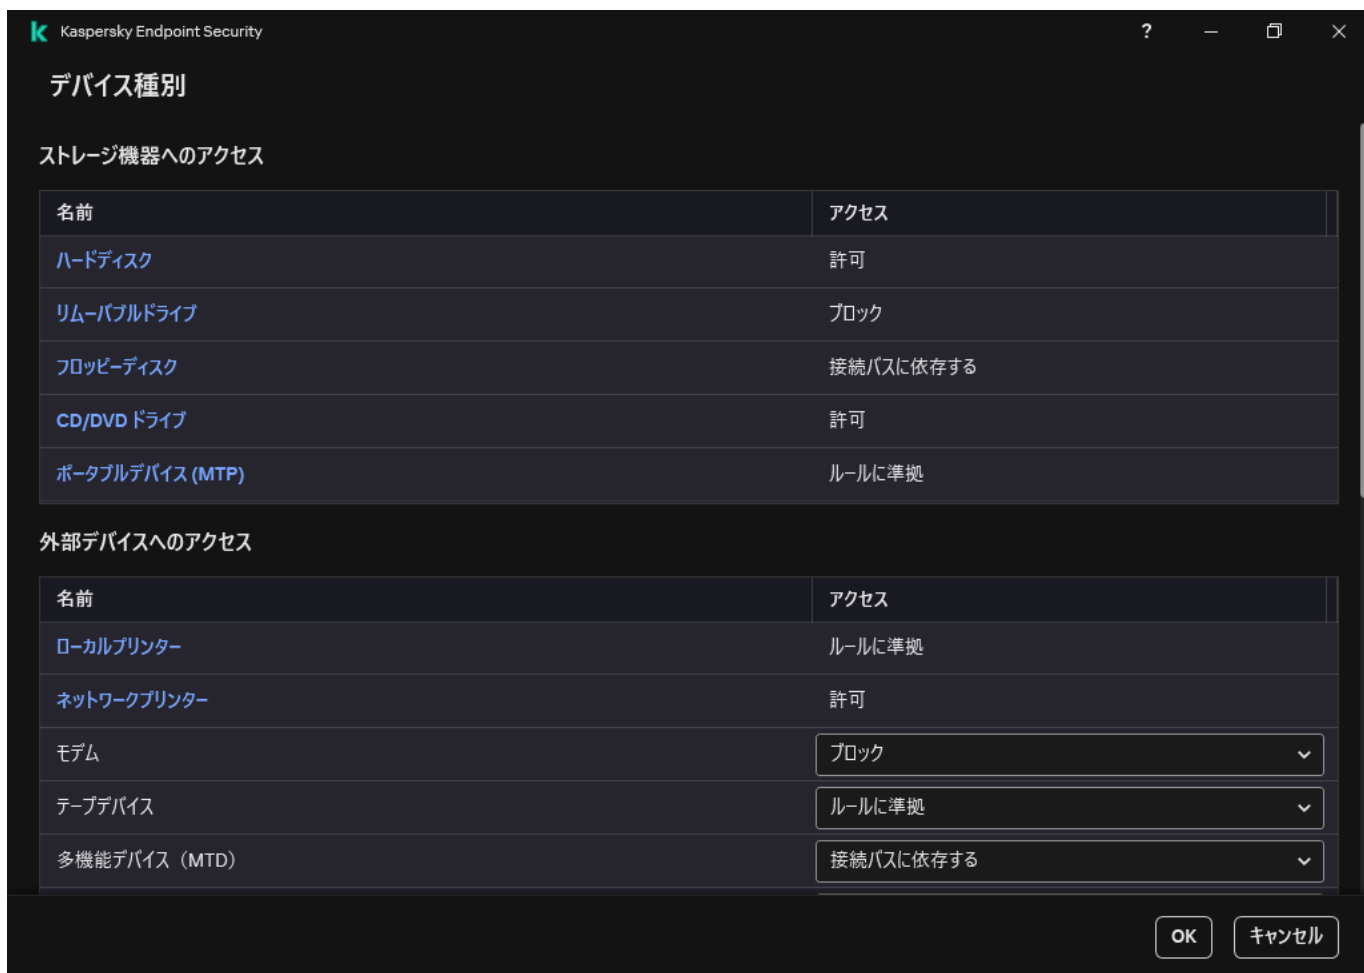 Kaspersky Endpoint Security
デバイス種別
ストレージ機器へのアクセス
名前 アクセス
ハードディスク 許可
リムーバブルドライブ ブロック
フロッピーディスク 接続バスに依存する
CD/DVD ドライブ 許可
ポータブルデバイス (MTP) ルールに準拠
外部デバイスへのアクセス
名前 アクセス
ローカルプリンター ルールに準拠
ネットワークプリンター 許可
モデム ブロック
テープデバイス ルールに準拠
多機能デバイス（MTD） 接続バスに依存する
OK キャンセル